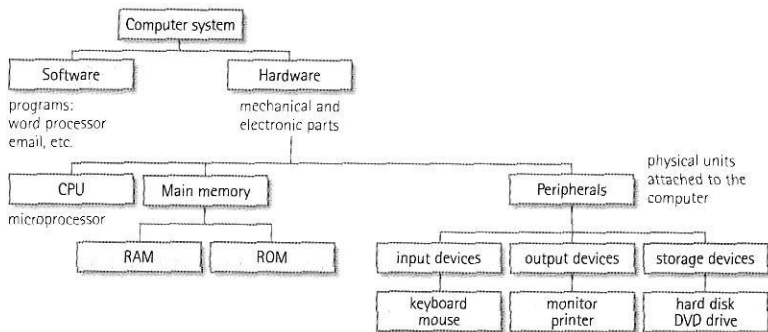 Computer system
Software
Hardware
programs:
word processor
email, etc.
mechanical and
electronic parts
CPU
Main memory
Peripherals
physical units
attached to the
computer
microprocessor
RAM
ROM
input devices
output devices
storage devices
keyboard
mouse
monitor
printer
hard disk
DVD drive